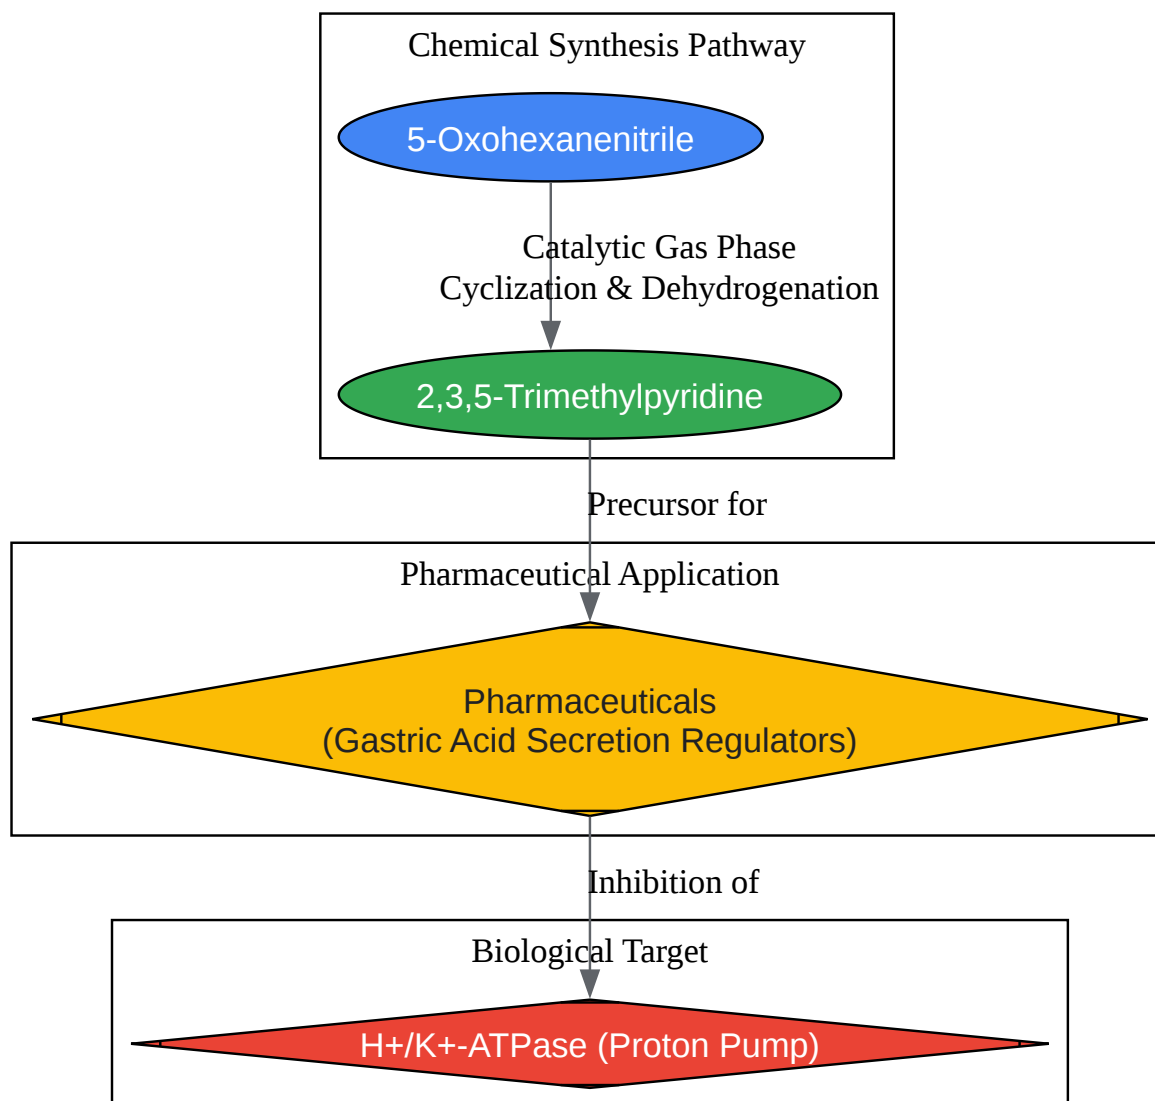 Chemical Synthesis Pathway
5-Oxohexanenitrile
Catalytic Gas Phase
Cyclization & Dehydrogenation
2,3,5-Trimethylpyridine
Precursor for
Pharmaceutical Application
Pharmaceuticals
(Gastric Acid Secretion Regulators)
Inhibition of
Biological Target
H+/K+-ATPase (Proton Pump)